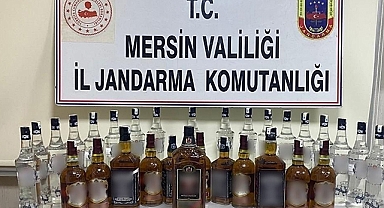 T.C.
MERSİN VALİLİĞİ
İL JANDARMA KOMUTANLIĞI